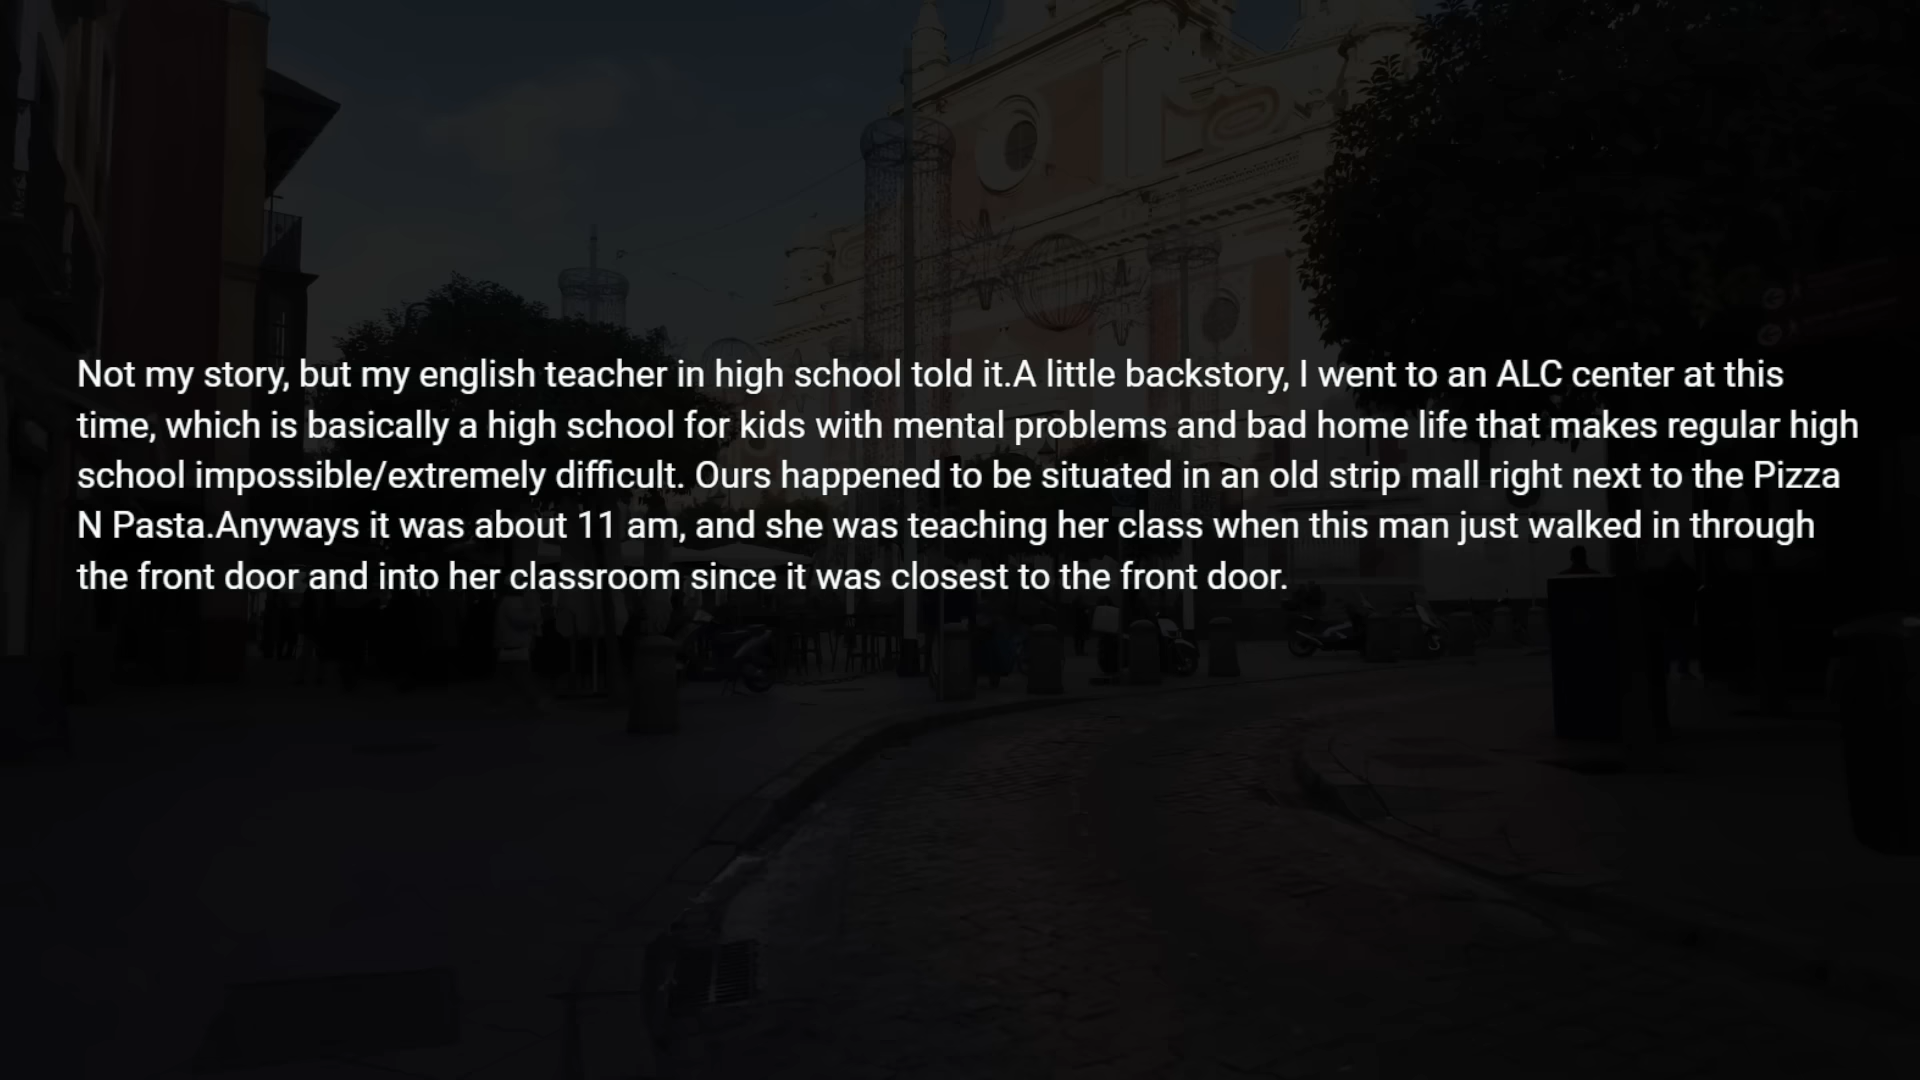 Not my story, but my english teacher in high school told it.A little backstory, I went to an ALC center at this
time, which is basically a high school for kids with mental problems and bad home life that makes regular high
school impossible/extremely difficult. Ours happened to be situated in an old strip mall right next to the Pizza
N Pasta.Anyways it was about 11 am, and she was teaching her class when this man just walked in through
the front door and into her classroom since it was closest to the front door.